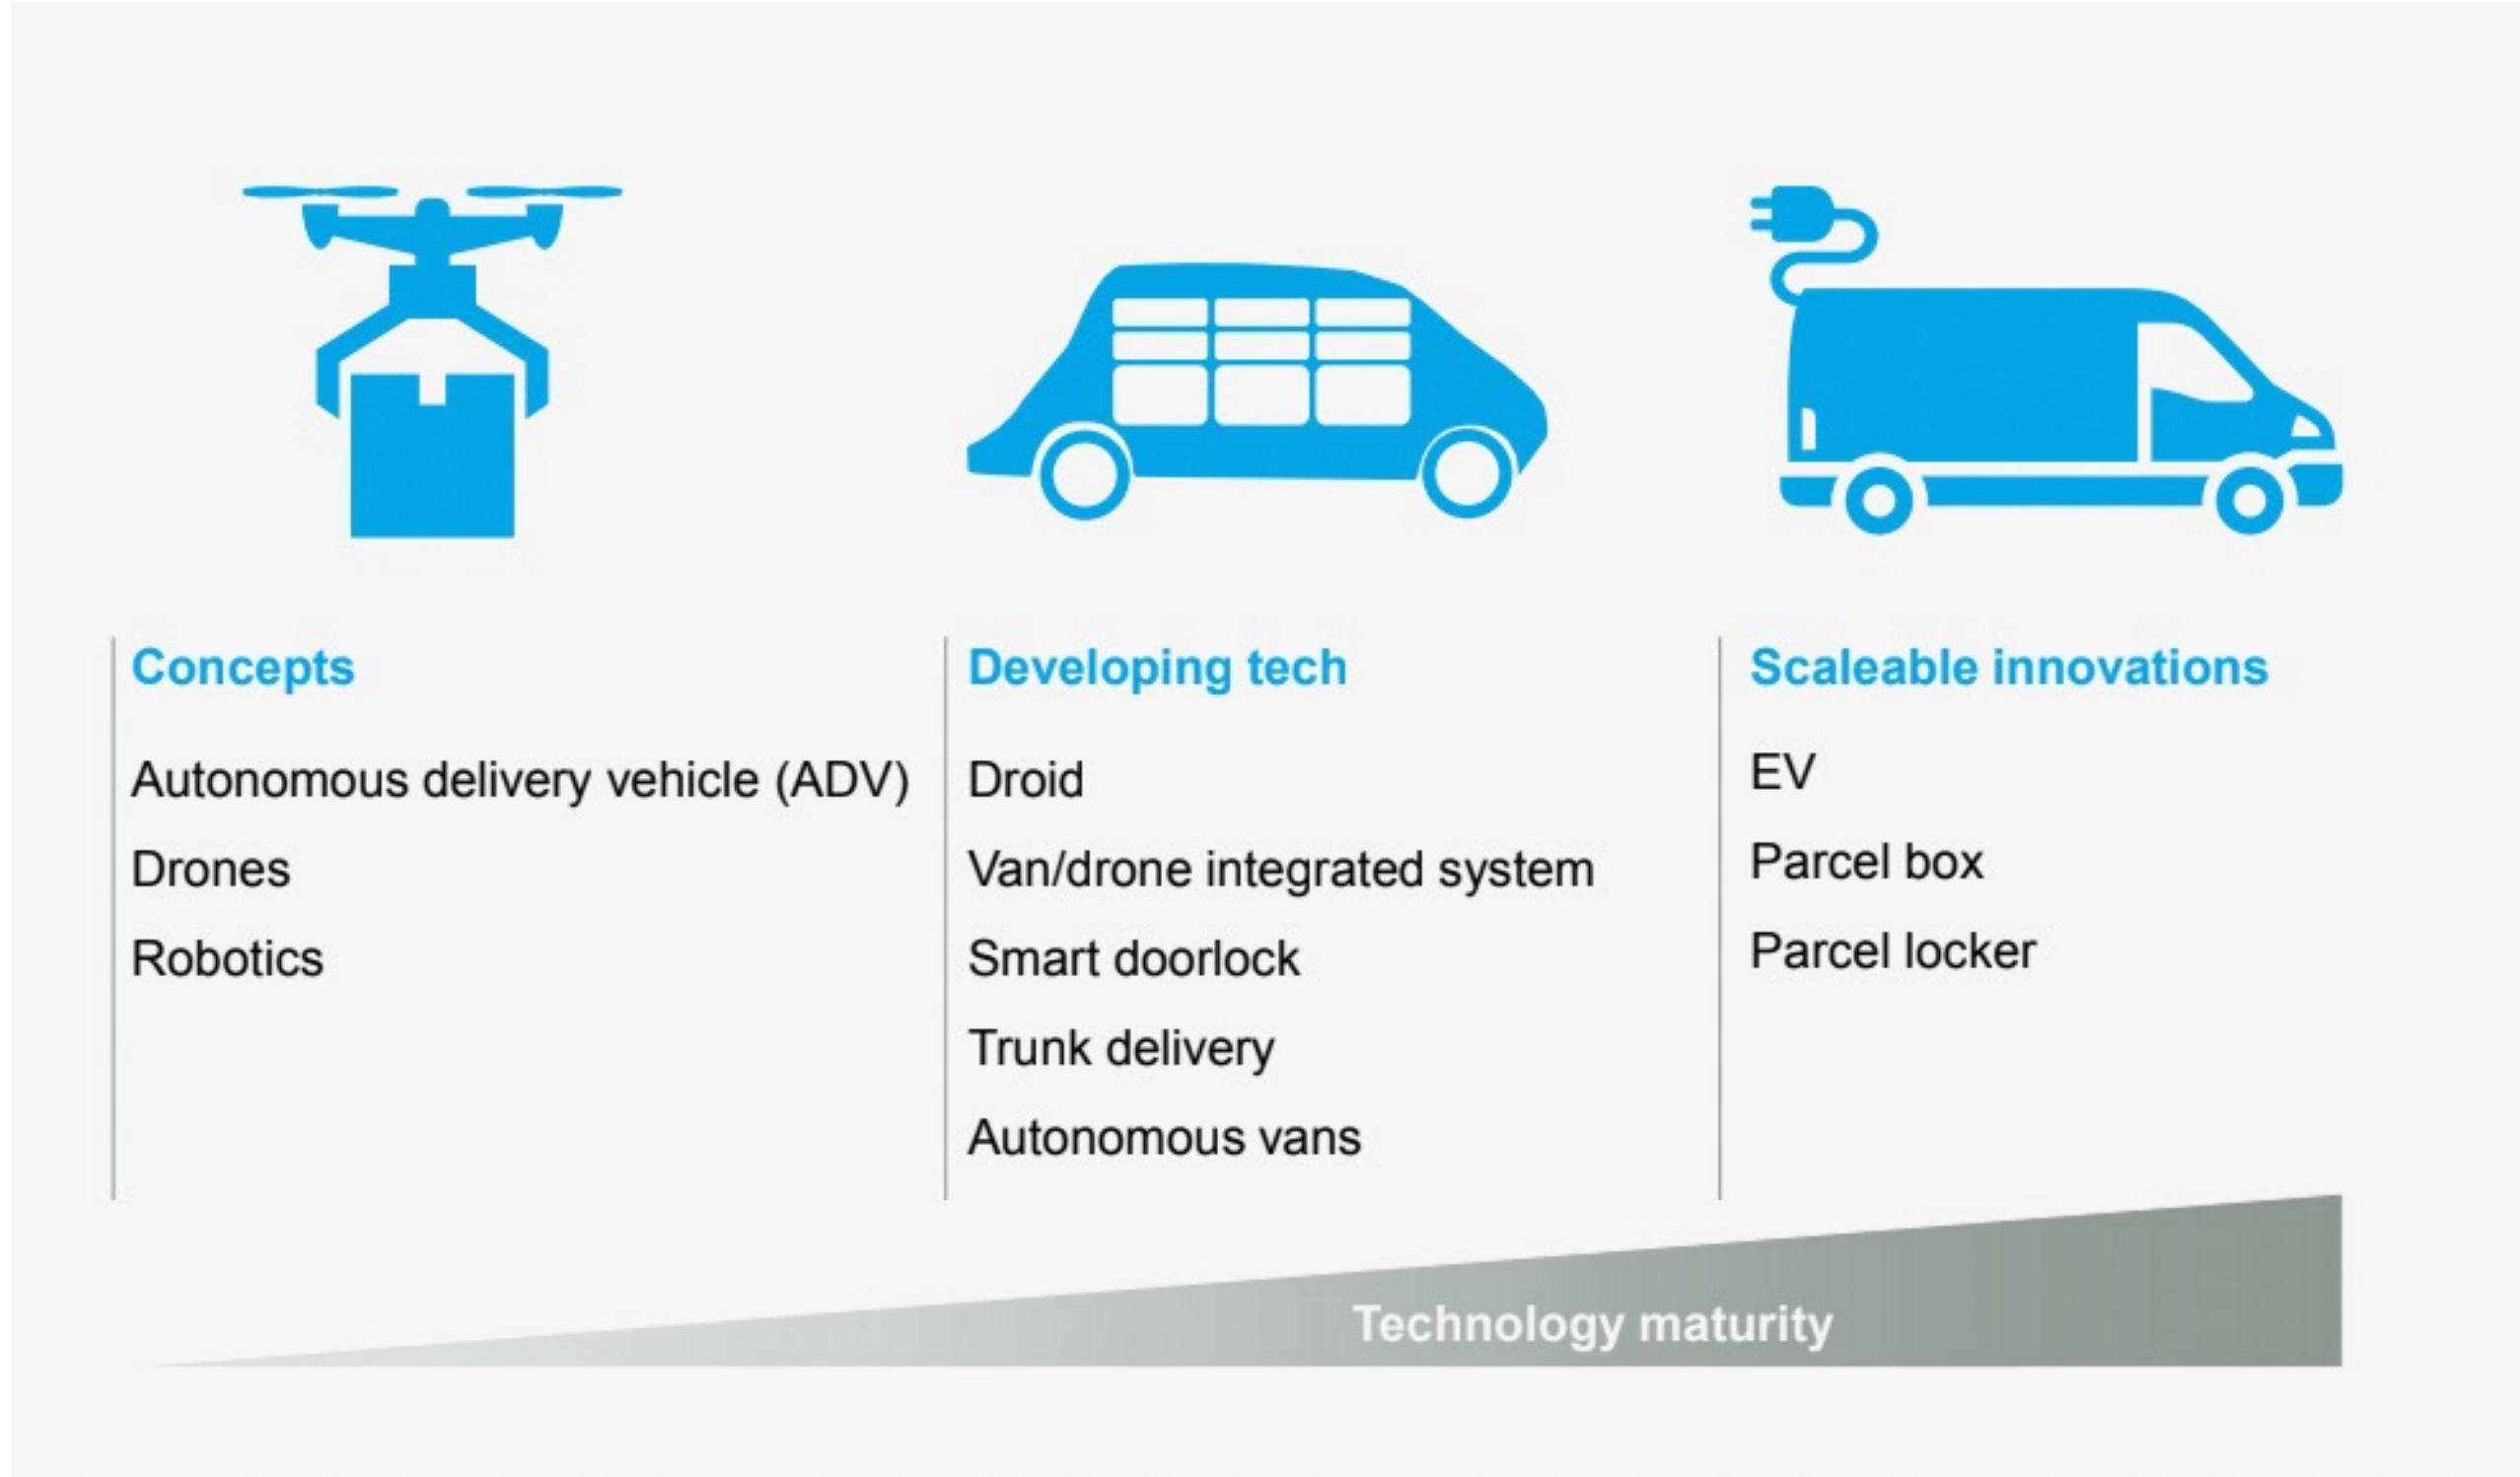 Concepts
Autonomous delivery vehicle (ADV)
Drones
Robotics
Developing tech
Droid
Van/drone integrated system
Smart doorlock
Trunk delivery
Autonomous vans
Scaleable innovations
EV
Parcel box
Parcel locker
Technology maturity